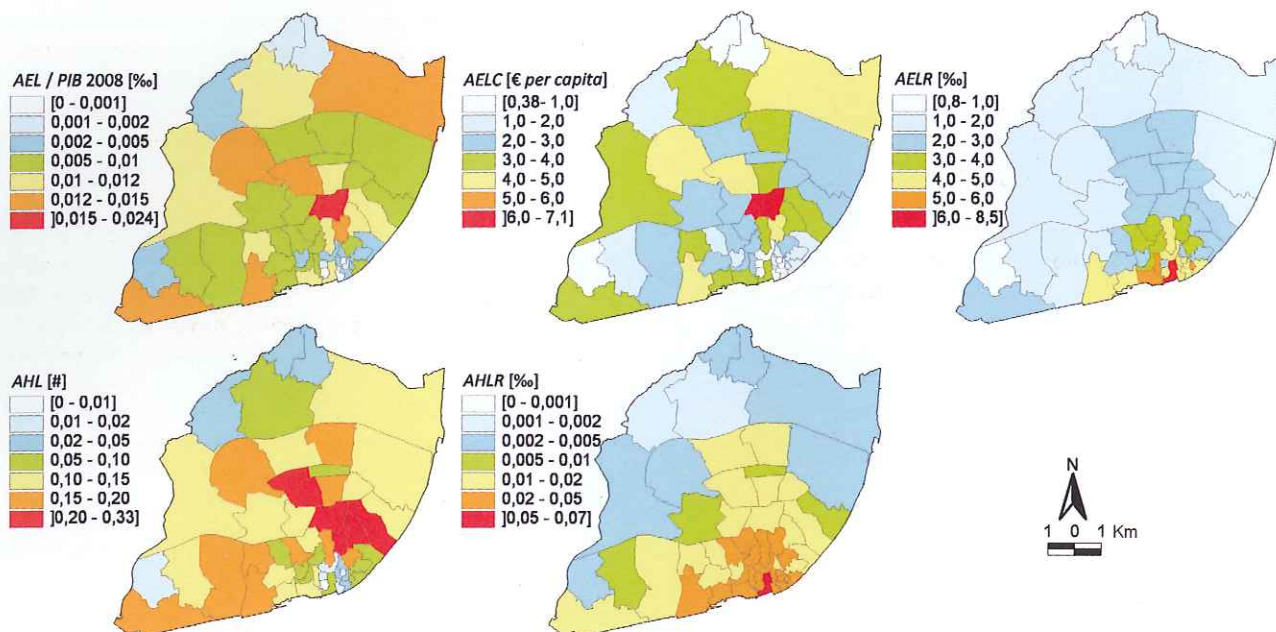 AEL / PIB 2008 [‰]
[0 - 0,001]
0,001 - 0,002
0,002 - 0,005
0,005 - 0,01
0,01 - 0,012
0,012 - 0,015
]0,015 - 0,024]
AELC [€ per capita]
[0,38- 1,0]
1,0 - 2,0
2,0 - 3,0
3,0 - 4,0
4,0 - 5,0
5,0 - 6,0
]6,0 - 7,1]
AELR [‰]
[0,8- 1,0]
1,0 - 2,0
2,0 - 3,0
3,0 - 4,0
4,0 - 5,0
5,0 - 6,0
]6,0 - 8,5]
AHL [#]
[0 - 0,01]
0,01 - 0,02
0,02 - 0,05
0,05 - 0,10
0,10 - 0,15
0,15 - 0,20
]0,20 - 0,33]
AHLR [‰]
[0 - 0,001]
0,001 - 0,002
0,002 - 0,005
0,005 - 0,01
0,01 - 0,02
0,02 - 0,05
]0,05 - 0,07]
N
1 0 1 Km